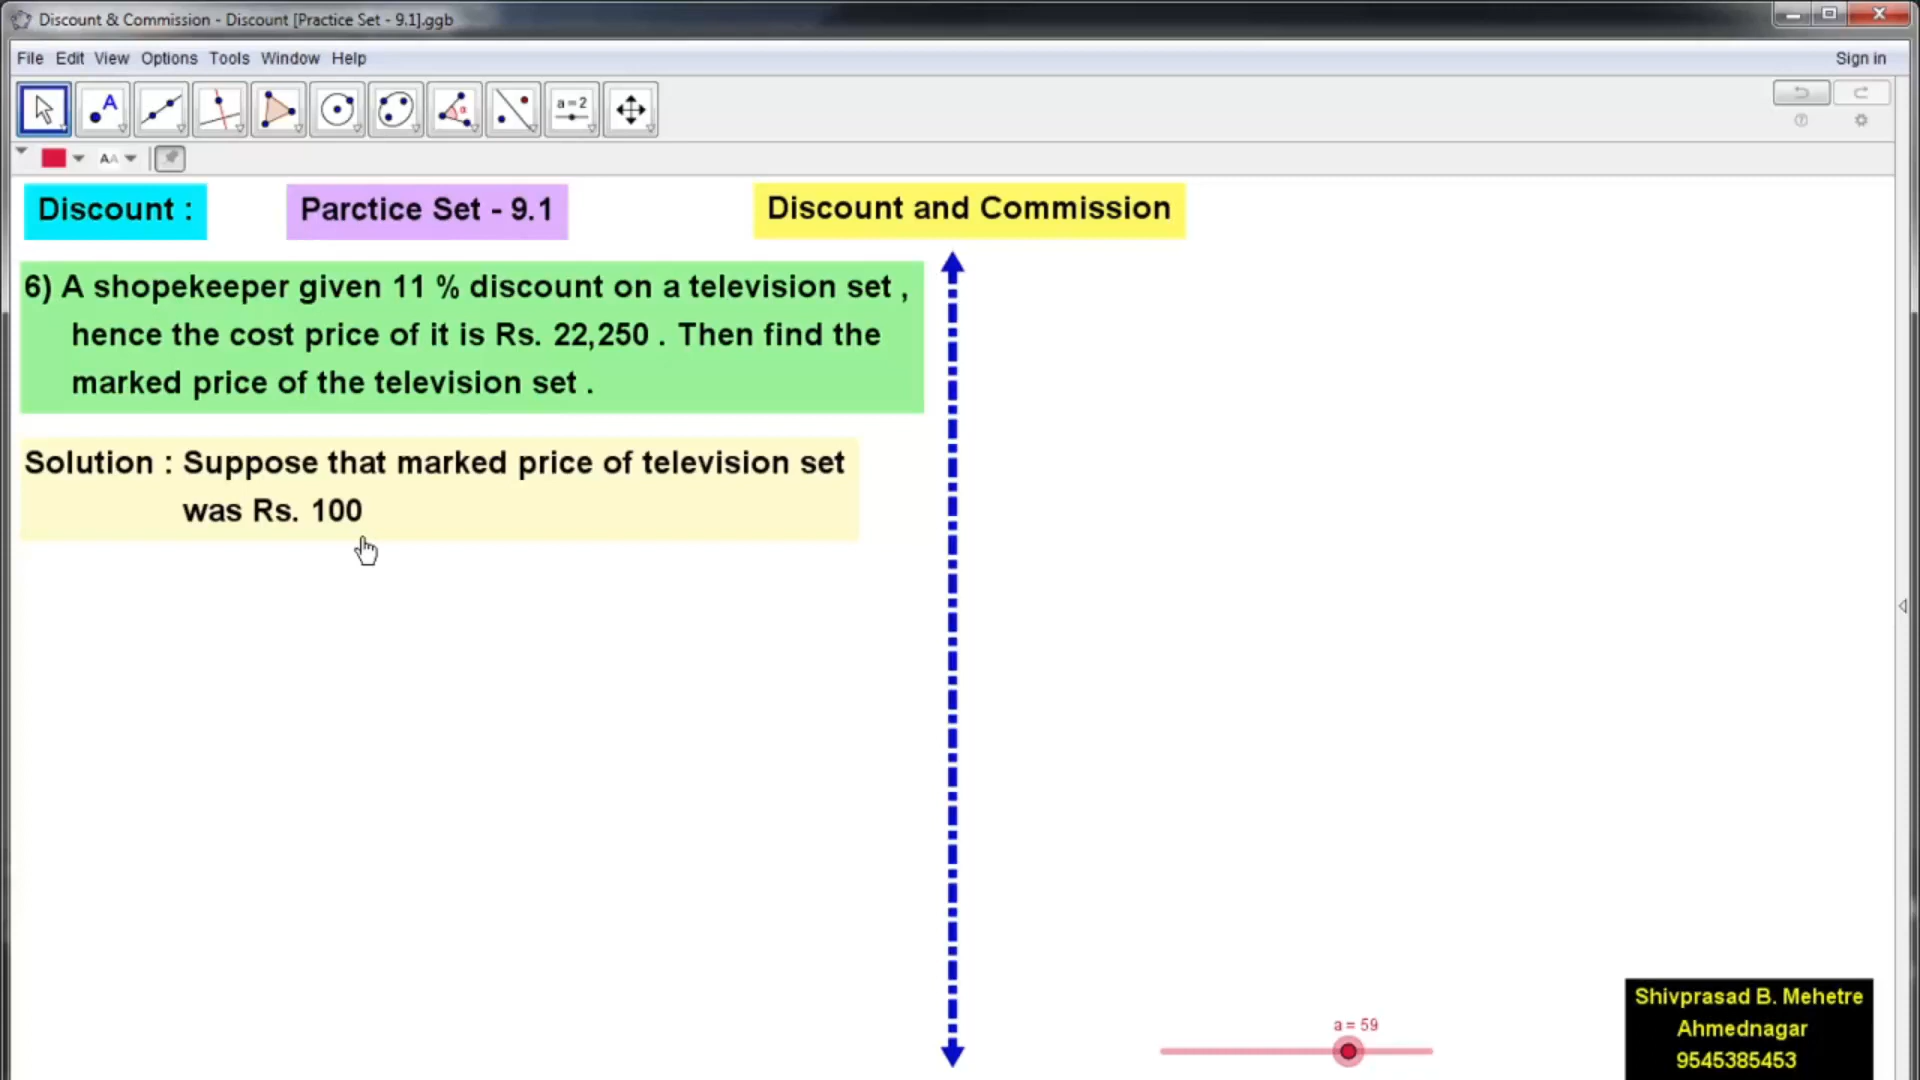 Discount & Commission - Discount [Practice Set - 9.1].ggb
File Edit View Options Tools Window Help
Sign in
A
α
a = 2
AA
Discount :
Parctice Set - 9.1
Discount and Commission
6) A shopekeeper given 11 % discount on a television set ,
hence the cost price of it is Rs. 22,250 . Then find the
marked price of the television set .
Solution : Suppose that marked price of television set
was Rs. 100
a = 59
Shivprasad B. Mehetre
Ahmednagar
9545385453